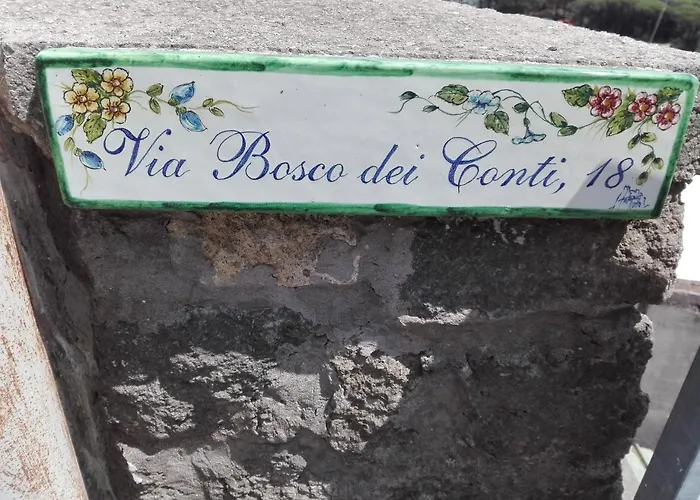 Via Bosco dei Conti, 18